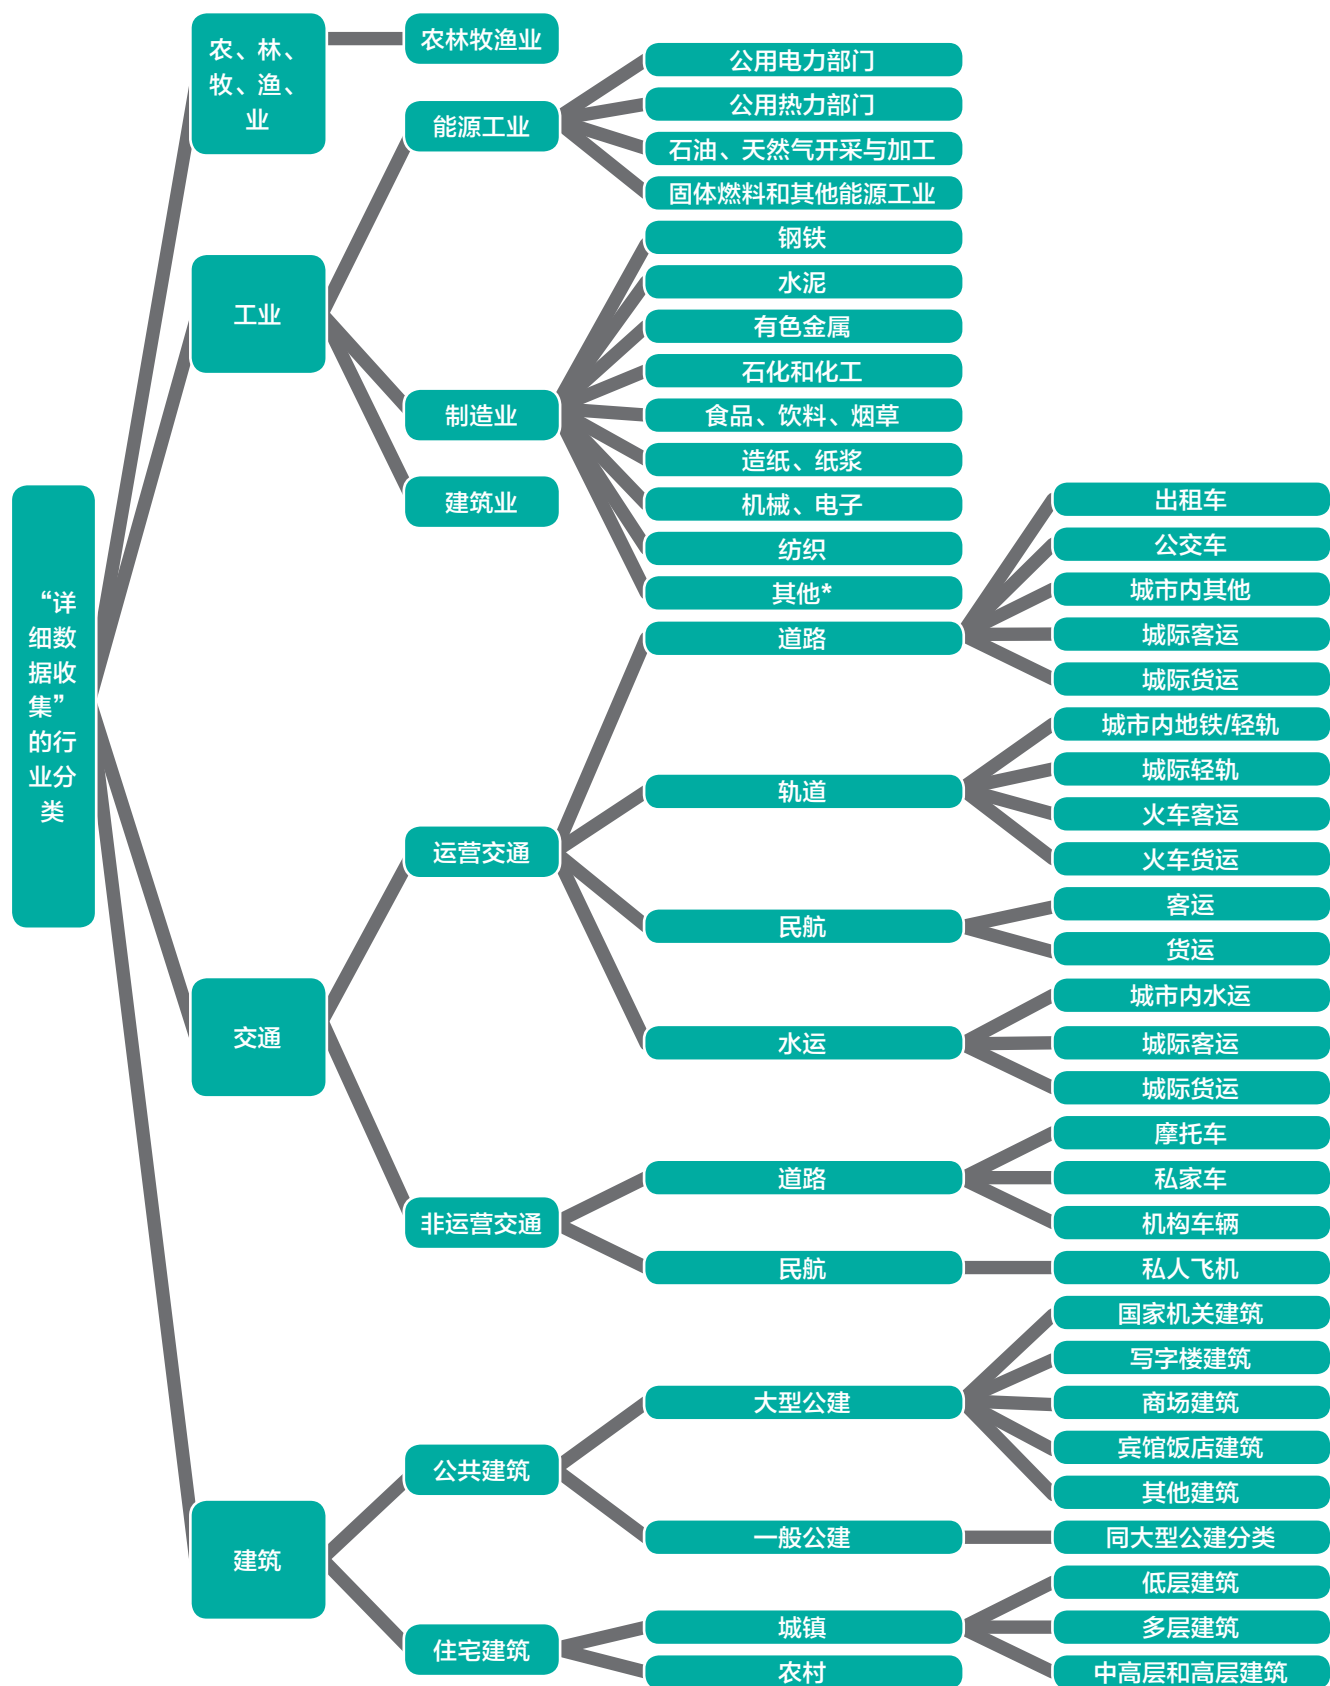 “详
细数
据收
集”
的行
业分
类
农、林、
牧、渔、
业
农林牧渔业
工业
能源工业
公用电力部门
公用热力部门
石油、天然气开采与加工
固体燃料和其他能源工业
制造业
钢铁
水泥
有色金属
石化和化工
食品、饮料、烟草
造纸、纸浆
机械、电子
纺织
其他*
建筑业
交通
运营交通
道路
出租车
公交车
城市内其他
城际客运
城际货运
轨道
城市内地铁/轻轨
城际轻轨
火车客运
火车货运
民航
客运
货运
水运
城市内水运
城际客运
城际货运
非运营交通
道路
摩托车
私家车
机构车辆
民航
私人飞机
建筑
公共建筑
大型公建
国家机关建筑
写字楼建筑
商场建筑
宾馆饭店建筑
其他建筑
一般公建
同大型公建分类
住宅建筑
城镇
低层建筑
多层建筑
中高层和高层建筑
农村